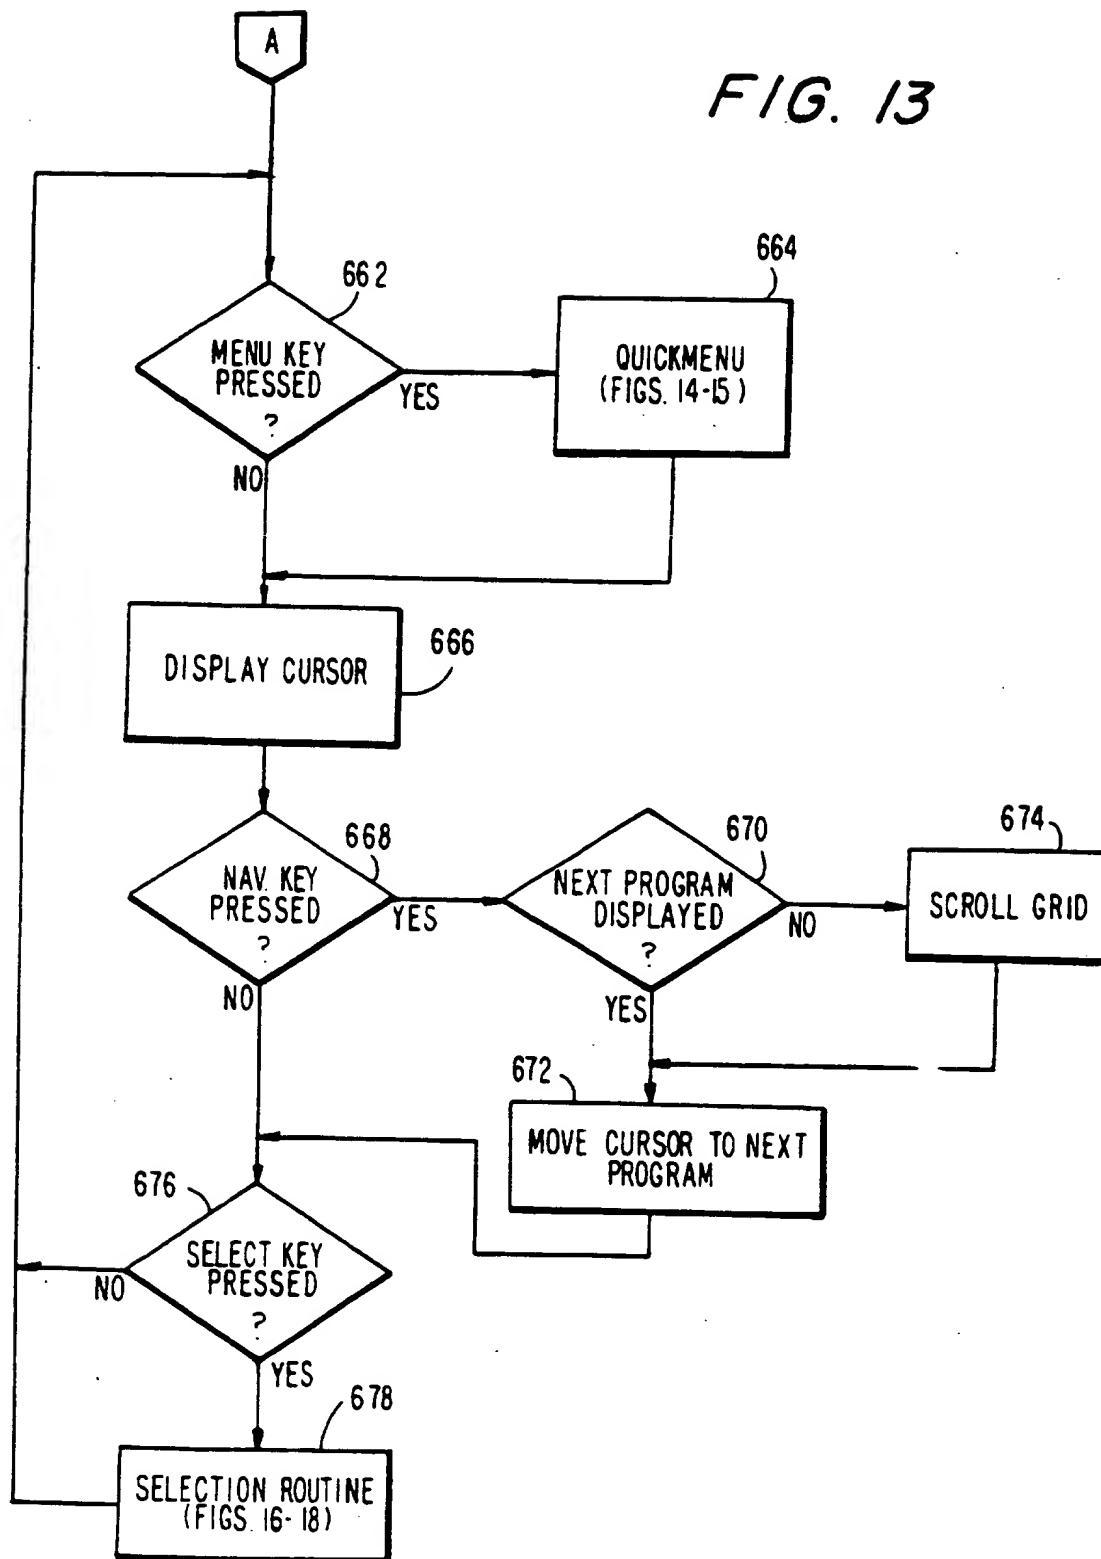 A
FIG. 13
662
MENU KEY
PRESSED
?
YES
NO
664
QUICKMENU
(FIGS. 14-15)
DISPLAY CURSOR
666
668
NAV. KEY
PRESSED
?
YES
NO
670
NEXT PROGRAM
DISPLAYED
?
NO
YES
674
SCROLL GRID
672
MOVE CURSOR TO NEXT
PROGRAM
676
SELECT KEY
PRESSED
?
NO
YES
678
SELECTION ROUTINE
(FIGS. 16-18)